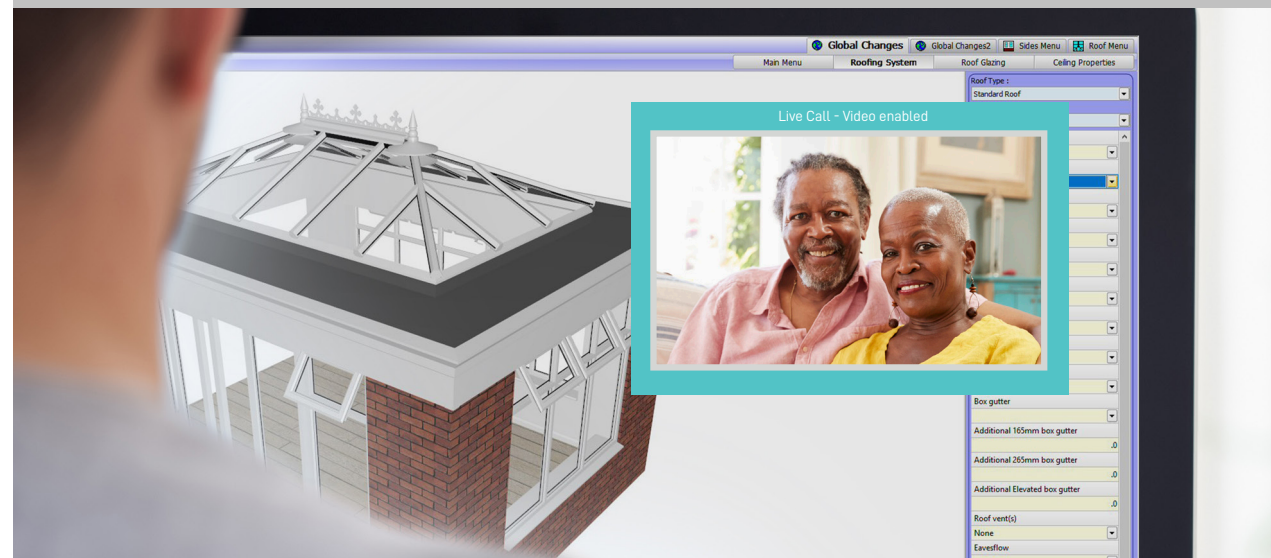 Global Changes
Global Changes2
Sides Menu
Roof Menu
Main Menu
Roofing System
Roof Glazing
Ceiling Properties
Roof Type :
Standard Roof
Live Call - Video enabled
Box gutter
Additional 165mm box gutter
.0
Additional 265mm box gutter
.0
Additional Elevated box gutter
.0
Roof vent(s)
None
Eavesflow